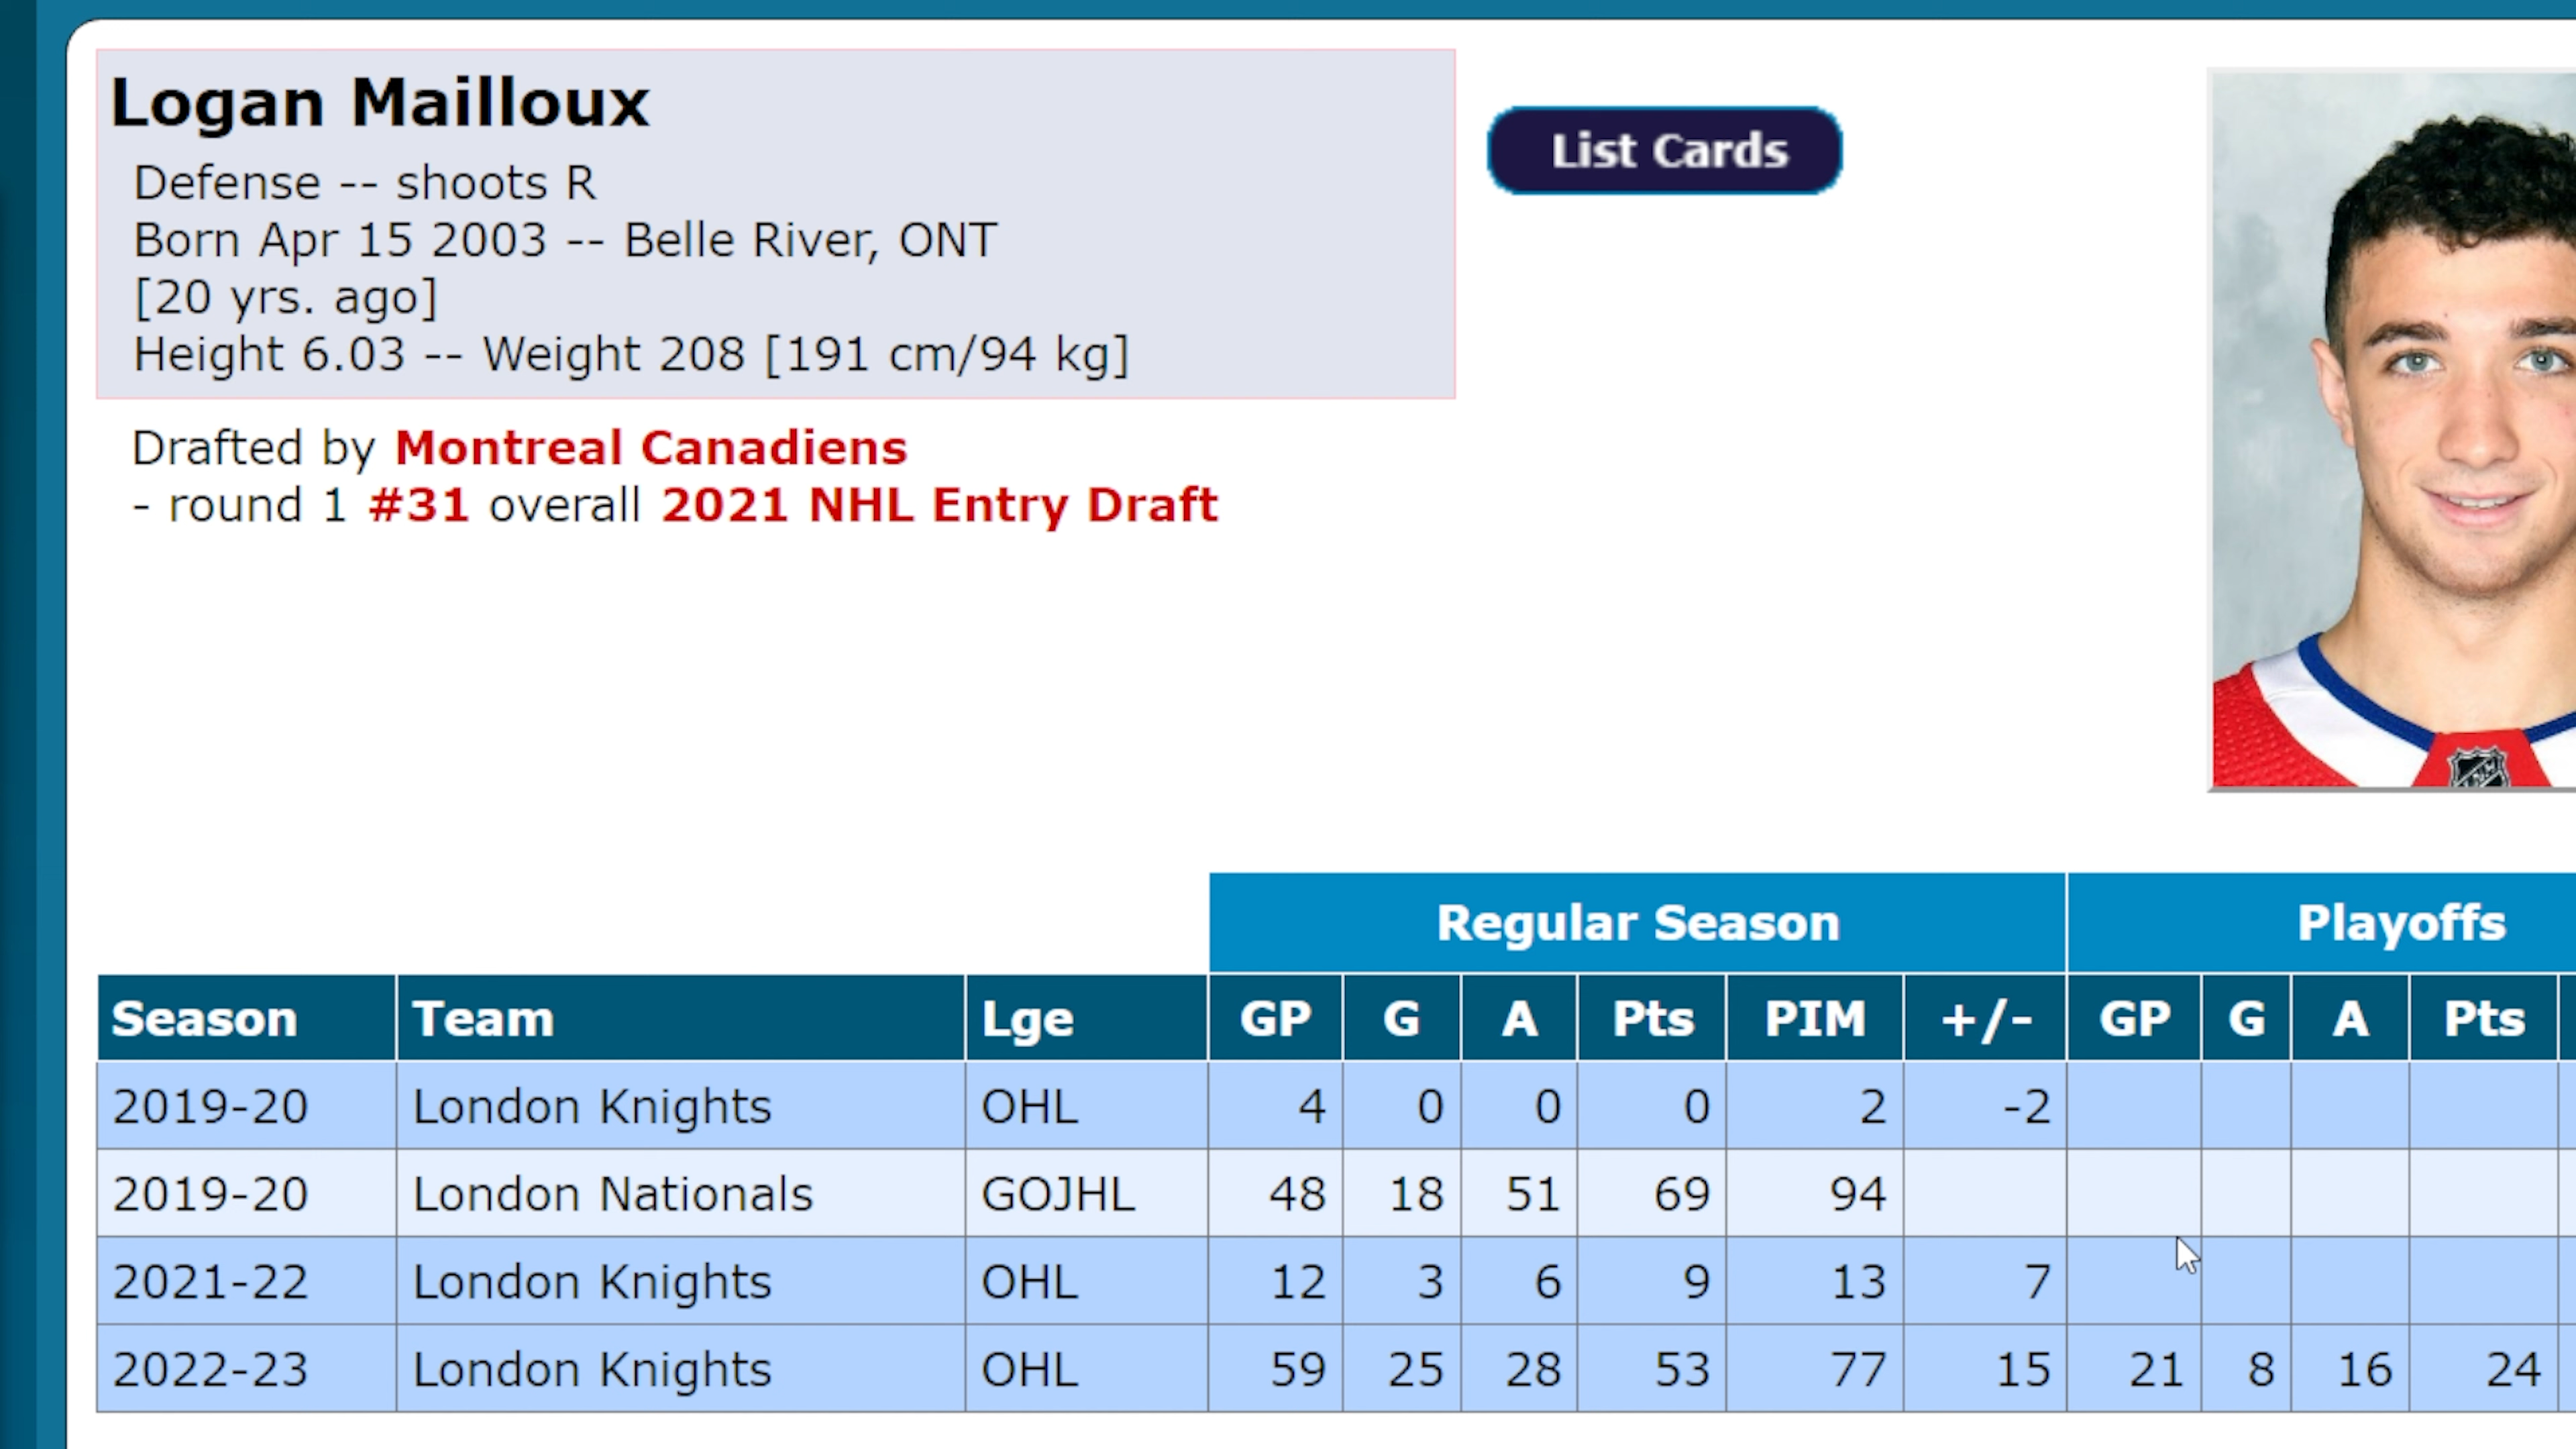 Logan Mailloux
Defense -- shoots R
Born Apr 15 2003 -- Belle River, ONT
[20 yrs. ago]
Height 6.03 -- Weight 208 [191 cm/94 kg]
List Cards
Drafted by Montreal Canadiens
- round 1 #31 overall 2021 NHL Entry Draft
Regular Season Playoffs
Season Team Lge GP G A Pts PIM +/- GP G A Pts
2019-20 London Knights OHL 4 0 0 0 2 -2
2019-20 London Nationals GOJHL 48 18 51 69 94
2021-22 London Knights OHL 12 3 6 9 13 7
2022-23 London Knights OHL 59 25 28 53 77 15 21 8 16 24